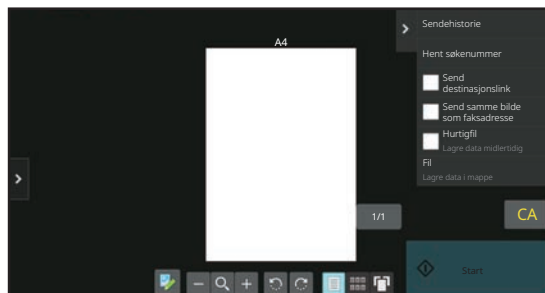 A4
Sendehistorie
Hent søkenummer
Send
destinasjonslink
Send samme bilde
som faksadresse
Hurtigfil
Lagre data midlertidig
Fil
Lagre data i mappe
1/1
CA
Start